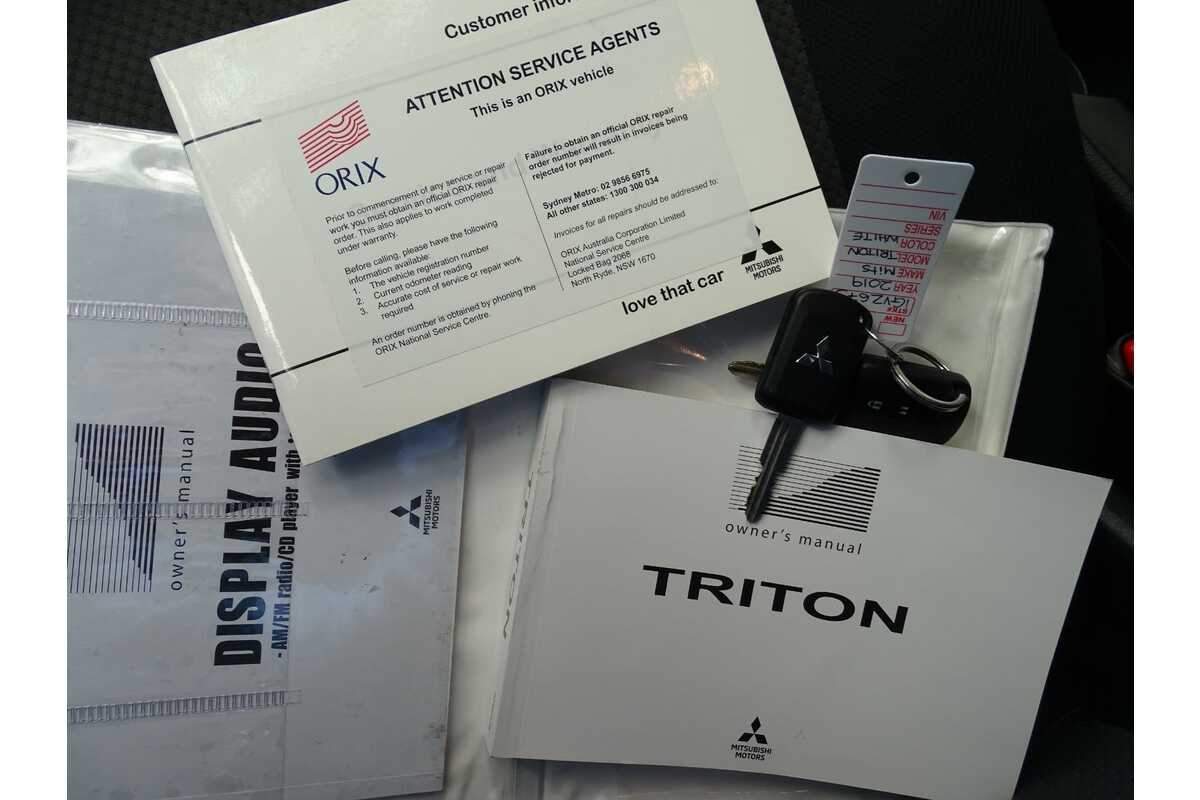 Customer
ATTENTION SERVICE AGENTS
This is an ORIX vehicle
ORIX
Prior to commencement of any service or repair
work you must obtain an official ORIX repair
order. This also applies to work completed
under warranty.
Before calling, please have the following
information available:
1. The vehicle registration number
2. Current odometer reading
3. Accurate cost of service or repair work
required
An order number is obtained by phoning the
ORIX National Service Centre.
Failure to obtain an official ORIX repair
order number will result in invoices being
rejected for payment.
Sydney Metro: 02 9856 6975
All other states: 1300 300 034
Invoices for all repairs should be addressed to:
ORIX Australia Corporation Limited
National Service Centre
Locked Bag 2068
North Ryde, NSW 1670
love that car
MITSUBISHI
MOTORS
NEW
STK#
YEAR 2019
MAKE MITS
MODEL TRITON
COLOR WHITE
SERIES
VIN
owner's manual
DISPLAY AUDIO
- AM/FM radio/CD player with
MITSUBISHI
MOTORS
owner's manual
TRITON
MITSUBISHI
MOTORS